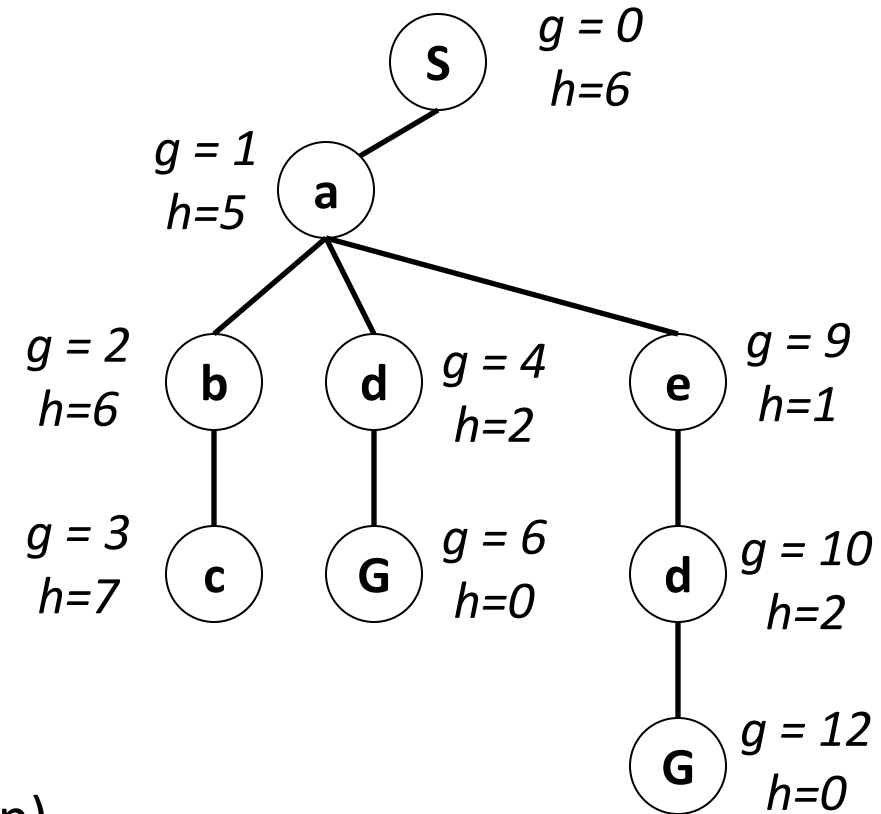 S
g = 0
h=6
g = 1
h=5
a
g = 2
h=6
b
d
g = 4
h=2
e
g = 9
h=1
g = 3
h=7
c
G
g = 6
h=0
d
g = 10
h=2
G
g = 12
h=0
n)